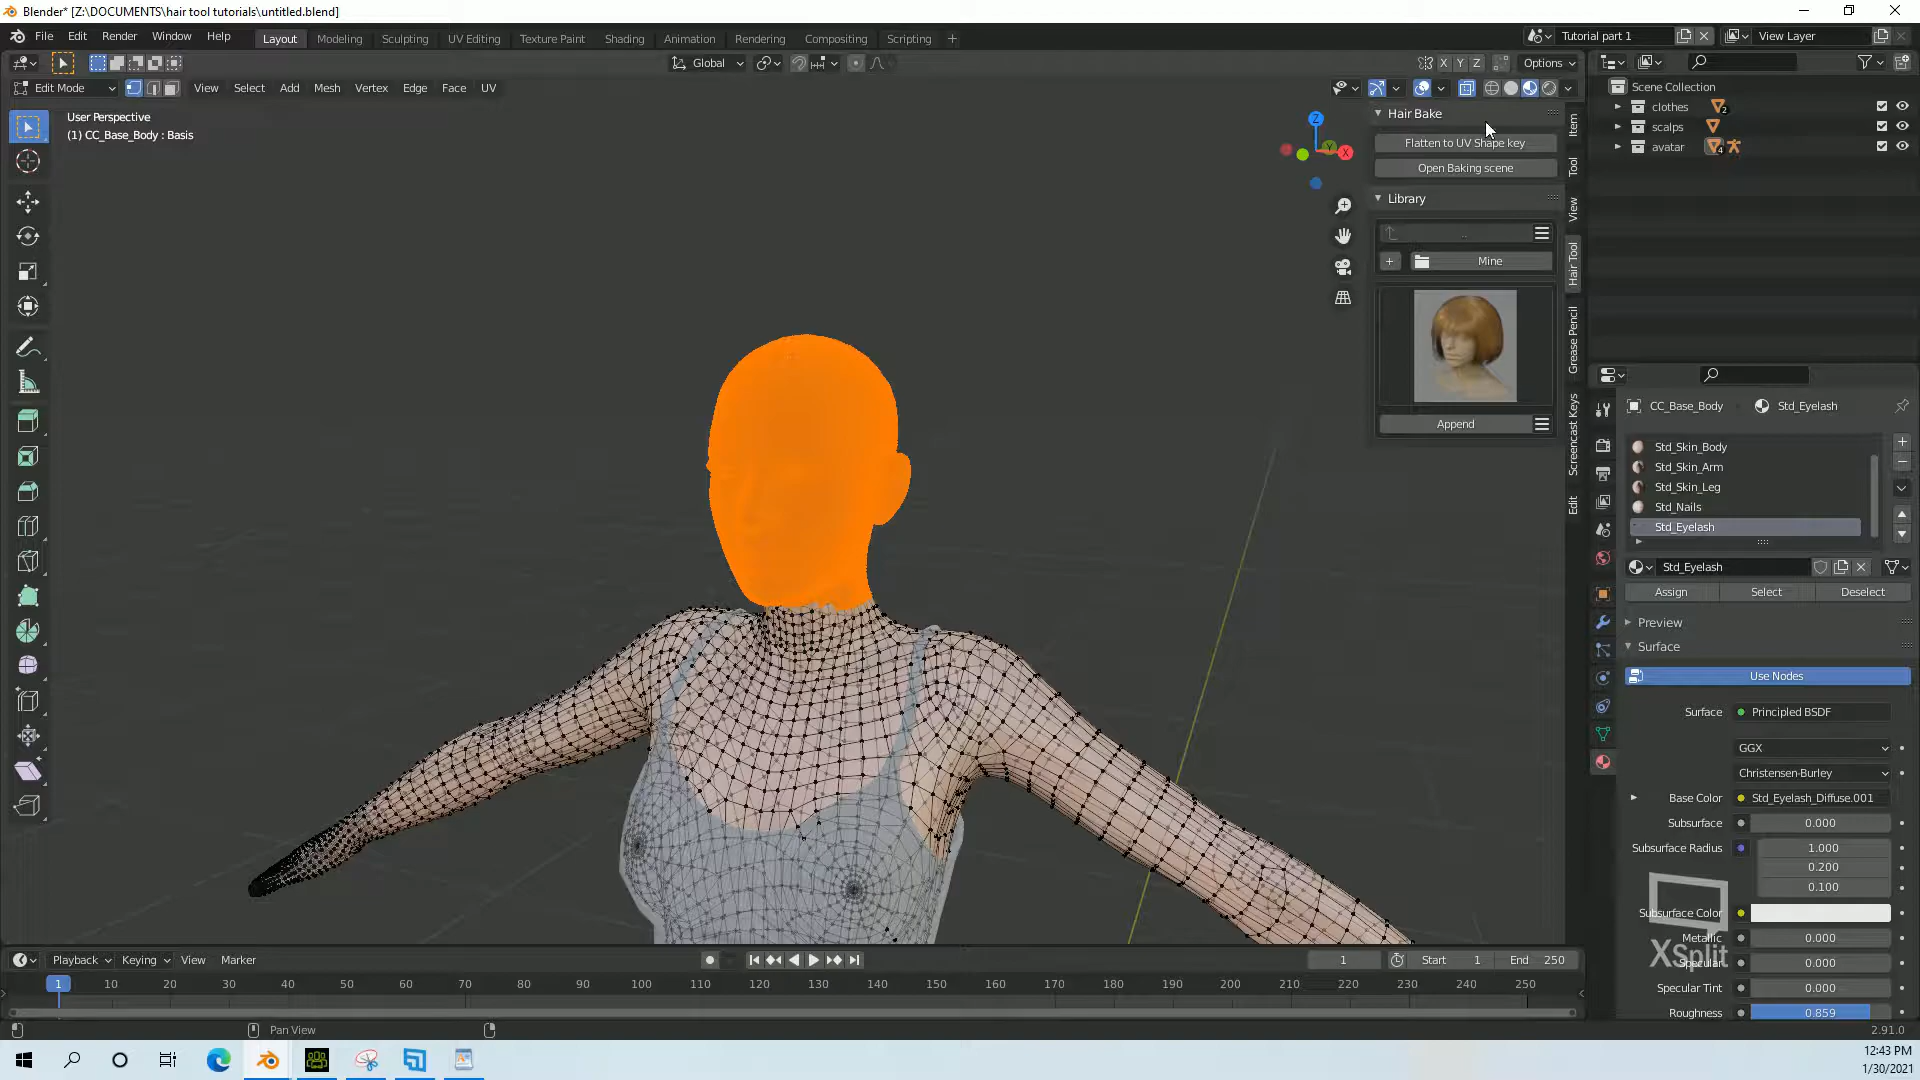 Blender* [Z:\DOCUMENTS\hair tool tutorials\untitled.blend]
File Edit Render Window Help
Layout Modeling Sculpting UV Editing Texture Paint Shading Animation Rendering Compositing Scripting +
Tutorial part 1
View Layer
Global
X Y Z
Options
Edit Mode
View Select Add Mesh Vertex Edge Face UV
User Perspective
(1) CC_Base_Body : Basis
Z
Y
X
Hair Bake
Flatten to UV Shape key
Open Baking scene
Library
..
+ Mine
Append
Item
Tool
View
Hair Tool
Grease Pencil
Screencast Keys
Edit
Scene Collection
clothes 2
scalps
avatar 4
CC_Base_Body Std_Eyelash
Std_Skin_Body
Std_Skin_Arm
Std_Skin_Leg
Std_Nails
Std_Eyelash
Std_Eyelash
Assign Select Deselect
Preview
Surface
Use Nodes
Surface Principled BSDF
GGX
Christensen-Burley
Base Color Std_Eyelash_Diffuse.001
Subsurface 0.000
Subsurface Radius 1.000
0.200
0.100
Subsurface Color
Metallic 0.000
Specular 0.000
Specular Tint 0.000
Roughness 0.859
XSplit
Playback Keying View Marker
1 Start 1 End 250
1 10 20 30 40 50 60 70 80 90 100 110 120 130 140 150 160 170 180 190 200 210 220 230 240 250
Pan View
2.91.0
12:43 PM
1/30/2021